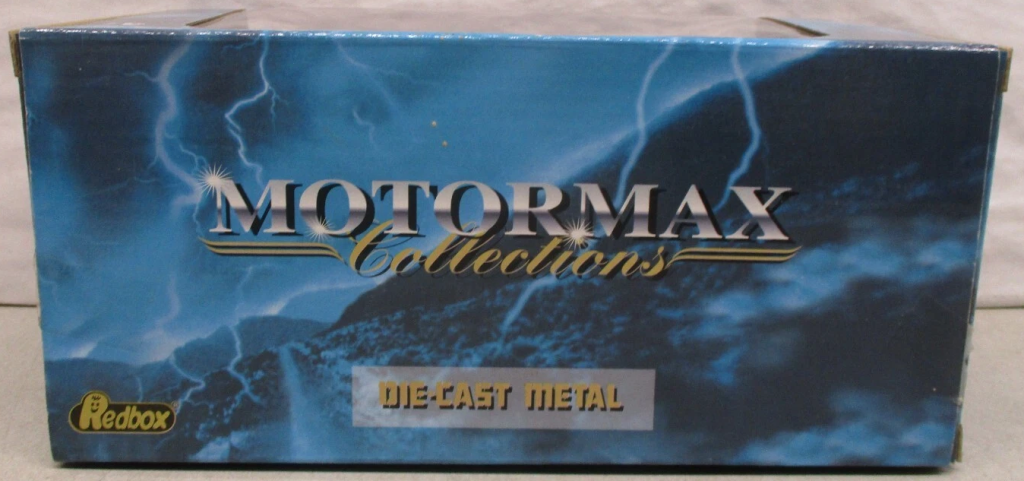 MOTORMAX
Collections
DIE-CAST METAL
Redbox